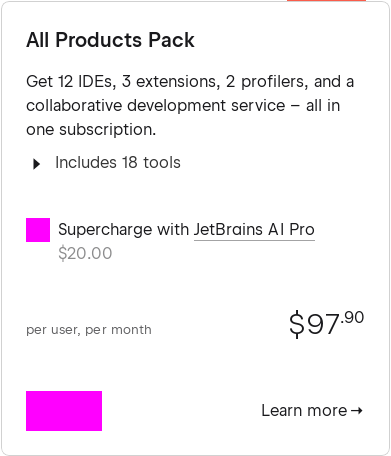 All Products Pack
Get 12 IDEs, 3 extensions, 2 profilers, and a
collaborative development service – all in
one subscription.
Includes 18 tools
Supercharge with JetBrains AI Pro
$20.00
per user, per month
$97.90
Learn more →